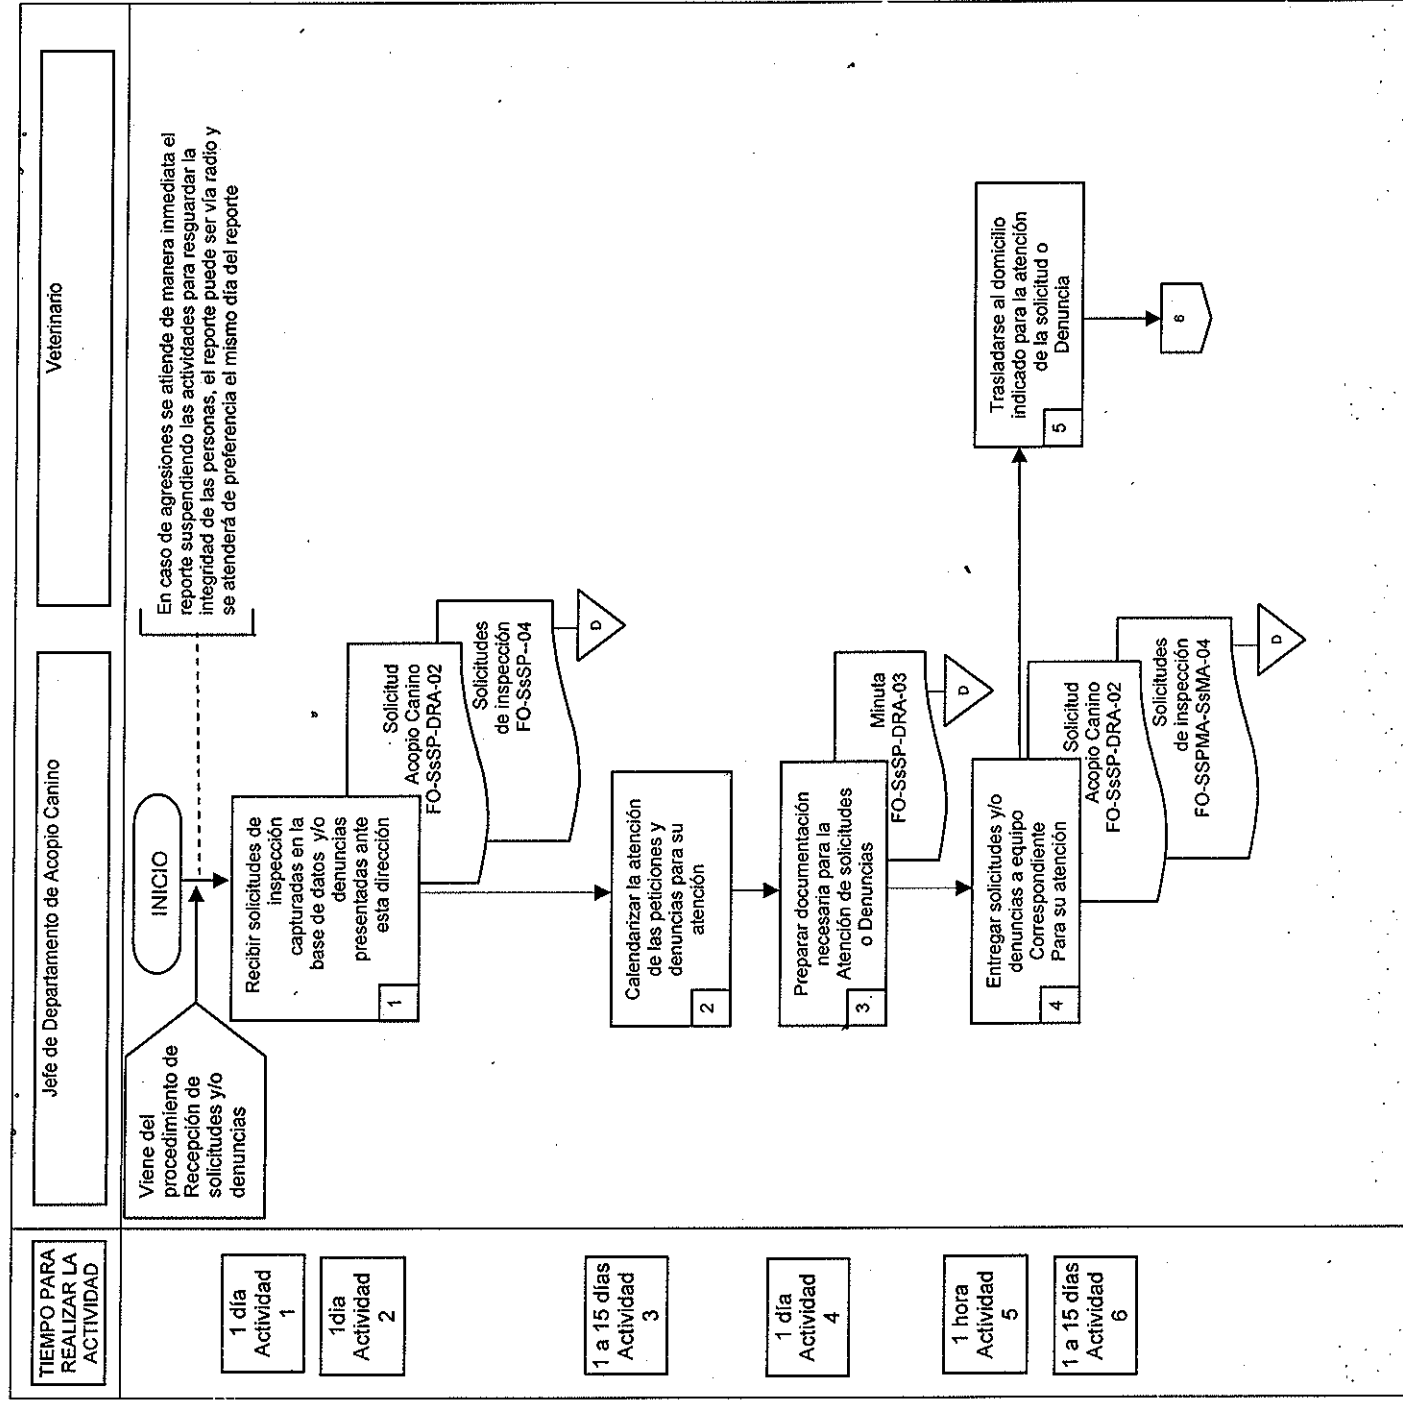 TIEMPO PARA
REALIZAR LA
ACTIVIDAD
Jefe de Departamento de Acopio Canino
Veterinario
Viene del
procedimiento de
Recepción de
solicitudes y/o
denuncias
INICIO
En caso de agresiones se atiende de manera inmediata el
reporte suspendiendo las actividades para resguardar la
integridad de las personas, el reporte puede ser vía radio y
se atenderá de preferencia el mismo día del reporte
1 día
Actividad
1
1dia
Actividad
2
Recibir solicitudes de
inspección
capturadas en la
base de datos y/o
denuncias
presentadas ante
esta dirección
1
Solicitud
Acopio Canino
FO-SsSP-DRA-02
Solicitudes
de inspección
FO-SsSP--04
D
1 a 15 días
Actividad
3
Calendarizar la atención
de las peticiones y
denuncias para su
atención
2
1 día
Actividad
4
Preparar documentación
necesaria para la
Atención de solicitudes
o Denuncias
3
Minuta
FO-SsSP-DRA-03
D
1 hora
Actividad
5
1 a 15 días
Actividad
6
Entregar solicitudes y/o
denuncias a equipo
Correspondiente
Para su atención
4
Solicitud
Acopio Canino
FO-SsSP-DRA-02
Solicitudes
de inspección
FO-SSPMA-SsMA-04
D
Trasladarse al domicilio
indicado para la atención
de la solicitud o
Denuncia
5
6